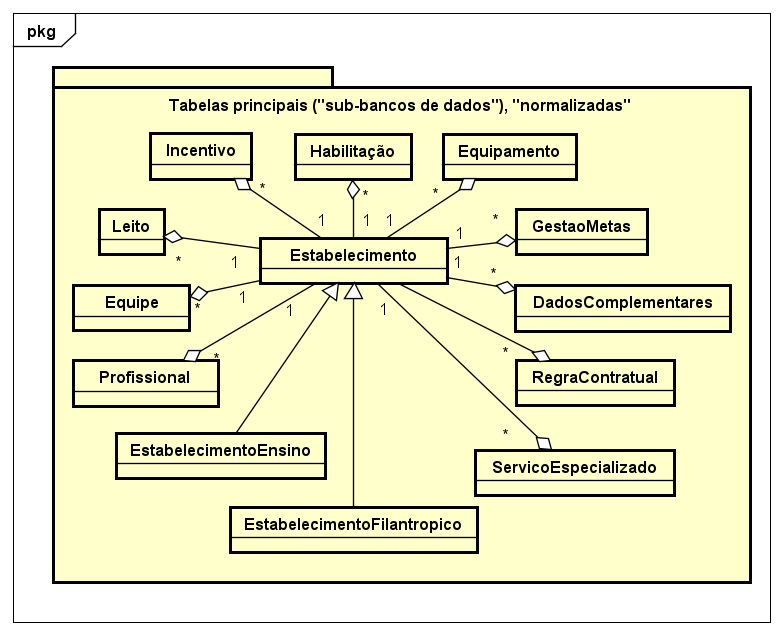 pkg
Tabelas principais ("sub-bancos de dados"), "normalizadas"
Incentivo
Habilitação
Equipamento
*
*
*
Leito
1
1
1
*
GestaoMetas
1
Estabelecimento
*
1
1
*
Equipe
1
*
DadosComplementares
1
1
*
*
Profissional
RegraContratual
EstabelecimentoEnsino
*
ServicoEspecializado
EstabelecimentoFilantropico